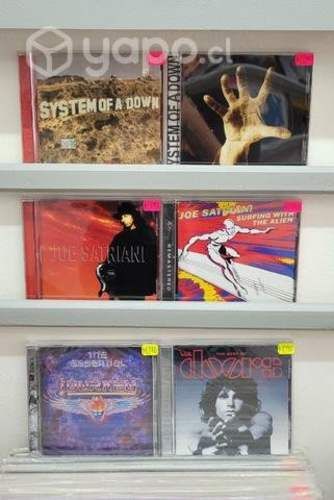 yapo.cl
SYSTEM OF A DOWN
SYSTEM OF A DOWN
JOE SATRIANI
REMASTERED
JOE SATRIANI
SURFING WITH
THE ALIEN
THE ESSENTIAL
JOURNEY
THE BEST OF
THE
DOORS